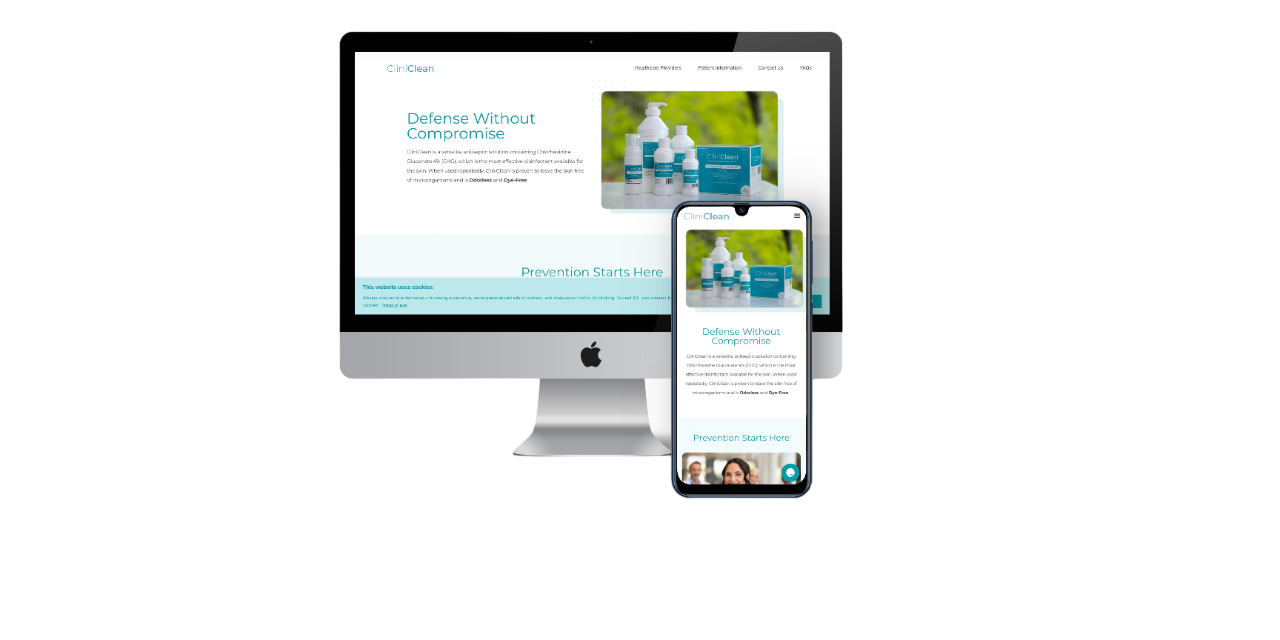 CliniClean
Healthcare Providers Patient Information Contact Us FAQs
Defense Without
Compromise
CliniClean is a versatile, antiseptic solution containing Chlorhexidine
Gluconate 4% (CHG), which is the most effective disinfectant available for
the skin. When used repeatedly, CliniClean is proven to leave the skin free
of microorganisms and is Odorless and Dye-Free.
CliniClean
Prevention Starts Here
This website uses cookies
We use cookies to enhance your browsing experience, serve personalized ads or content, and analyze our traffic. By clicking "Accept All", you consent
cookies.
CliniClean
CliniClean
Defense Without
Compromise
CliniClean is a versatile, antiseptic solution containing
Chlorhexidine Gluconate 4% (CHG), which is the most
effective disinfectant available for the skin. When used
repeatedly, CliniClean is proven to leave the skin free of
microorganisms and is Odorless and Dye-Free.
Prevention Starts Here